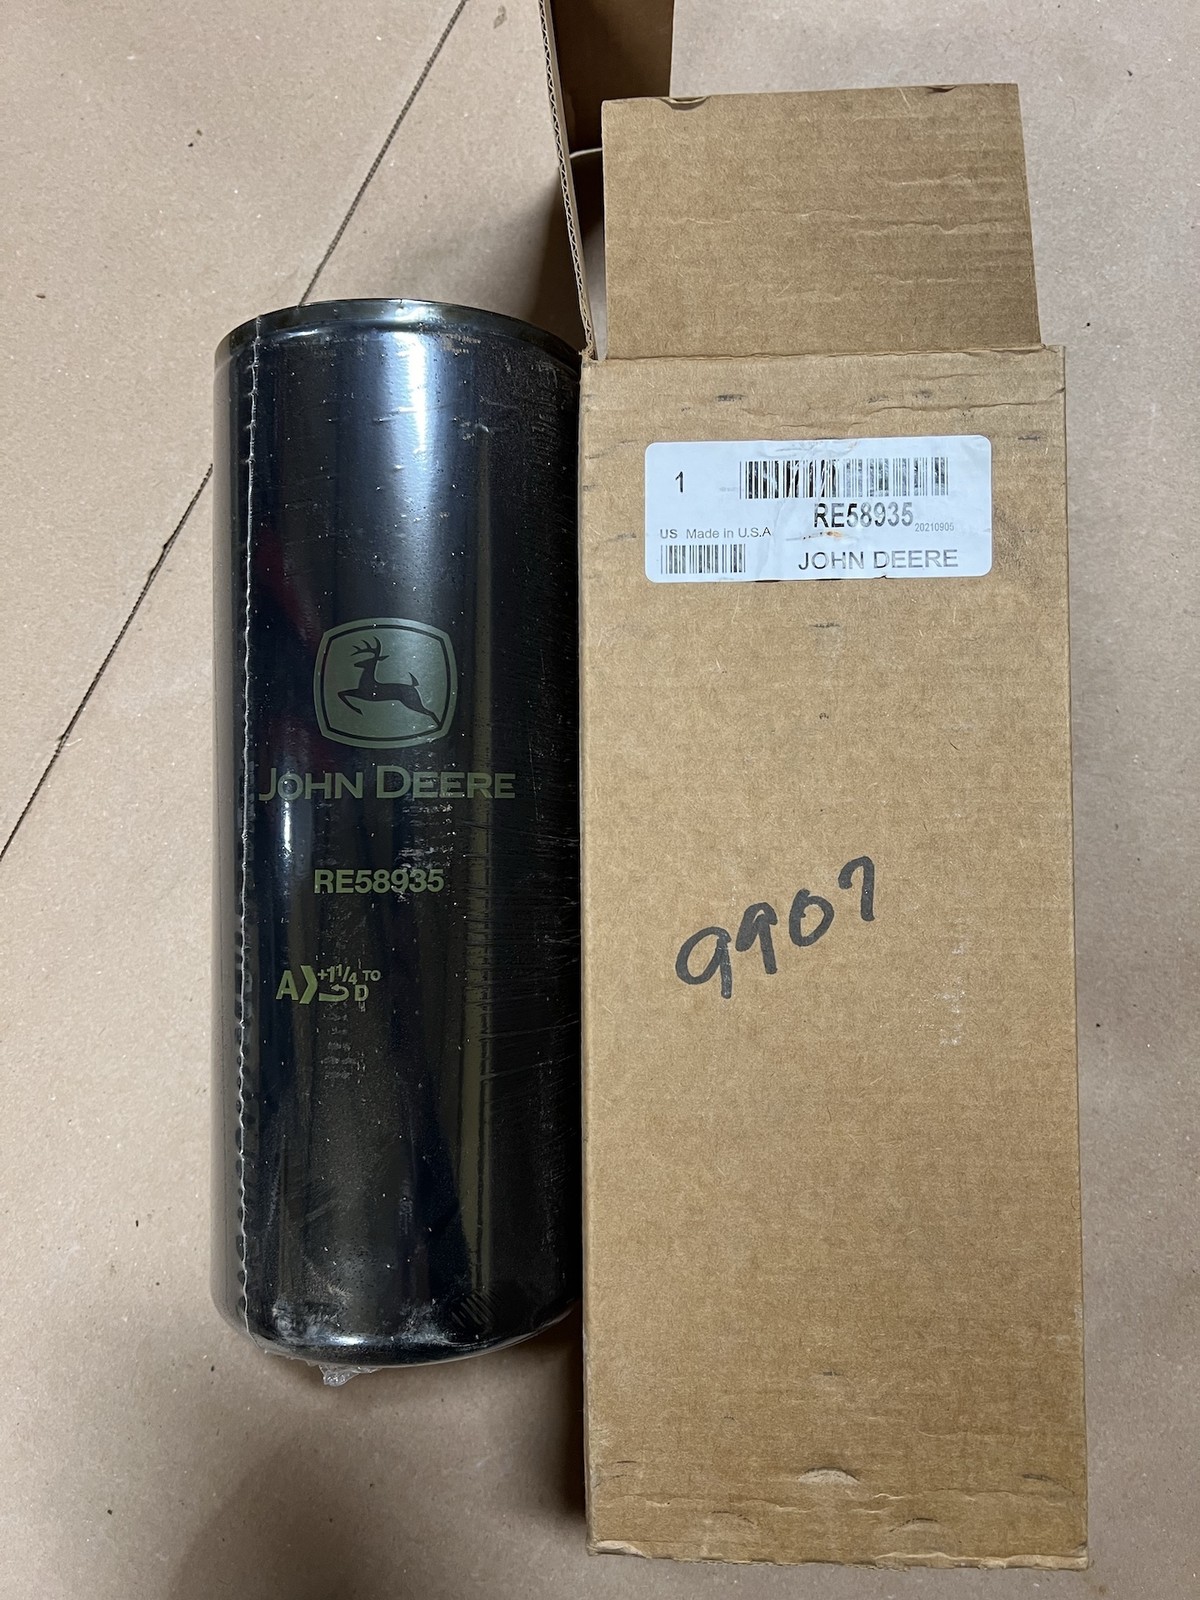 JOHN DEERE
RE58935
A +1 1/4 TO D
1
RE58935
20210905
US Made in U.S.A
JOHN DEERE
9907